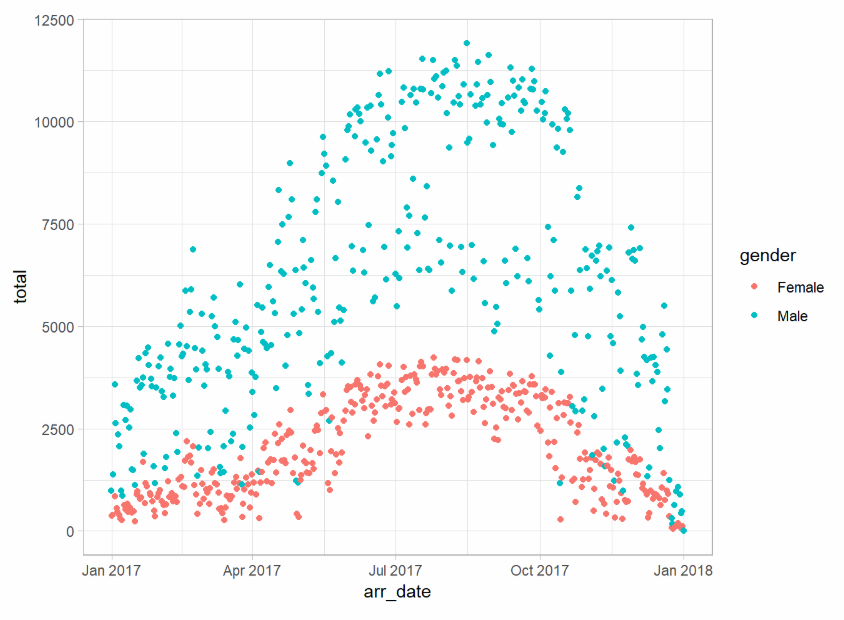 12500
10000
7500
5000
2500
0
total
Jan 2017
Apr 2017
Jul 2017
Oct 2017
Jan 2018
arr_date
gender
Female
Male